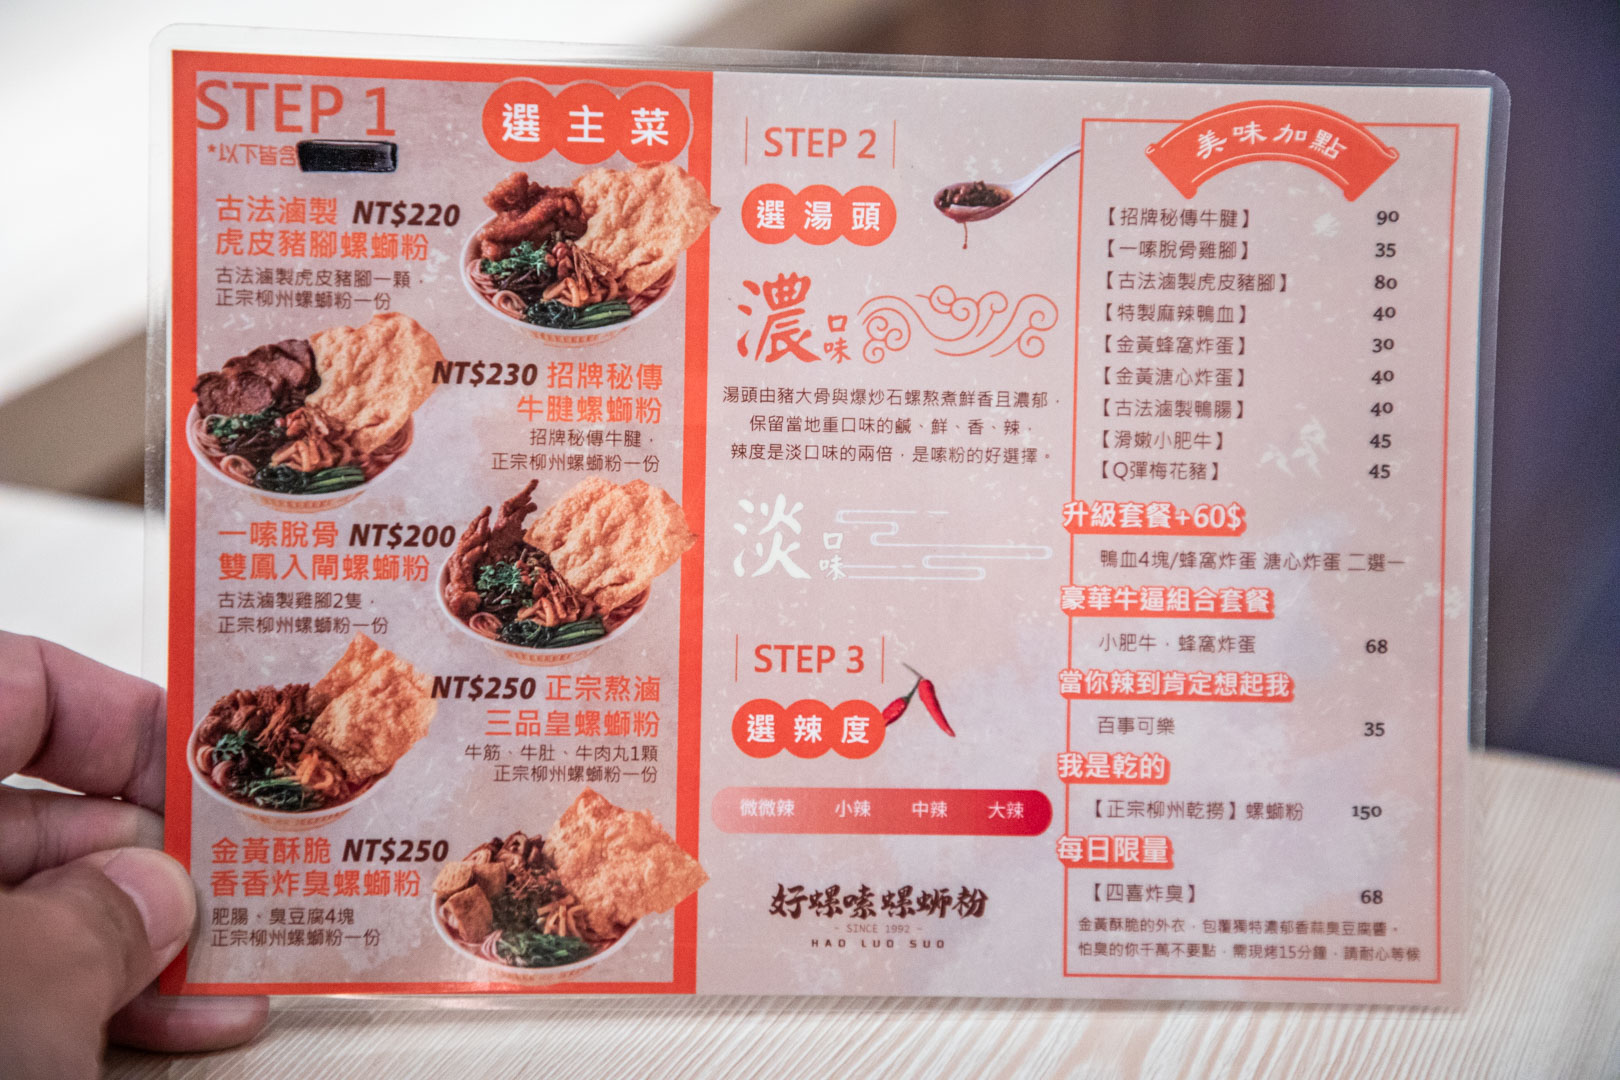 STEP 1
選主菜
*以下皆含
古法滷製 NT$220
虎皮豬腳螺螄粉
古法滷製虎皮豬腳一顆．
正宗柳州螺螄粉一份
NT$230 招牌秘傳
牛腱螺螄粉
招牌秘傳牛腱．
正宗柳州螺螄粉一份
一嗦脫骨 NT$200
雙鳳入閘螺螄粉
古法滷製雞腳2隻．
正宗柳州螺螄粉一份
NT$250 正宗熬滷
三品皇螺螄粉
牛筋、牛肚、牛肉丸1顆
正宗柳州螺螄粉一份
金黃酥脆 NT$250
香香炸臭螺螄粉
肥腸、臭豆腐4塊
正宗柳州螺螄粉一份
STEP 2
選湯頭
濃口味
湯頭由豬大骨與爆炒石螺熬煮鮮香且濃郁．
保留當地重口味的鹹、鮮、香、辣．
辣度是淡口味的兩倍．是嗦粉的好選擇。
淡口味
STEP 3
選辣度
微微辣 小辣 中辣 大辣
好螺嗦螺螄粉
- SINCE 1992 -
HAO LUO SUO
美味加點
【招牌秘傳牛腱】 90
【一嗦脫骨雞腳】 35
【古法滷製虎皮豬腳】 80
【特製麻辣鴨血】 40
【金黃蜂窩炸蛋】 30
【金黃溏心炸蛋】 40
【古法滷製鴨腸】 40
【滑嫩小肥牛】 45
【Q彈梅花豬】 45
升級套餐+60$
鴨血4塊/蜂窩炸蛋 溏心炸蛋 二選一
豪華牛逼組合套餐
小肥牛．蜂窩炸蛋 68
當你辣到肯定想起我
百事可樂 35
我是乾的
【正宗柳州乾撈】螺螄粉 150
每日限量
【四喜炸臭】 68
金黃酥脆的外衣．包覆獨特濃郁香蒜臭豆腐醬。
怕臭的你千萬不要點．需現烤15分鐘．請耐心等候